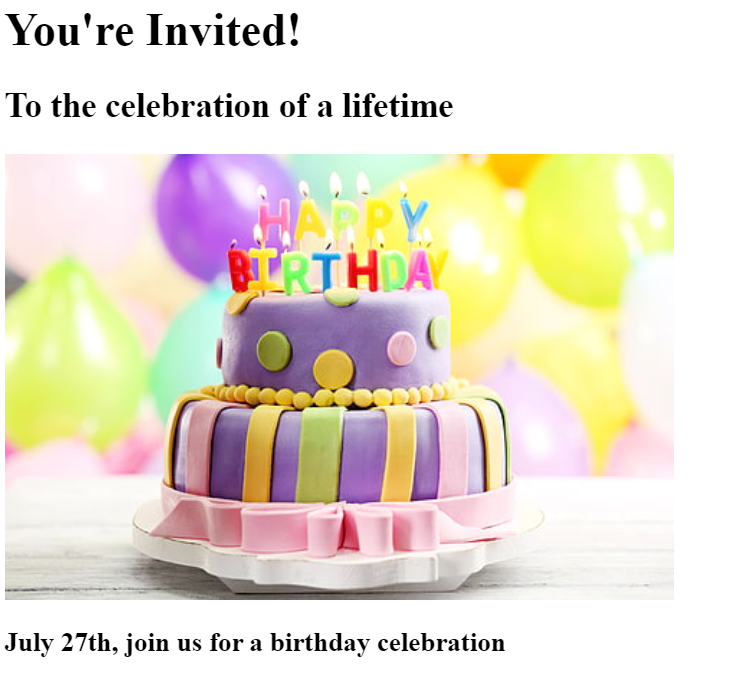 You're Invited!
To the celebration of a lifetime
HAPPY
BIRTHDAY
July 27th, join us for a birthday celebration